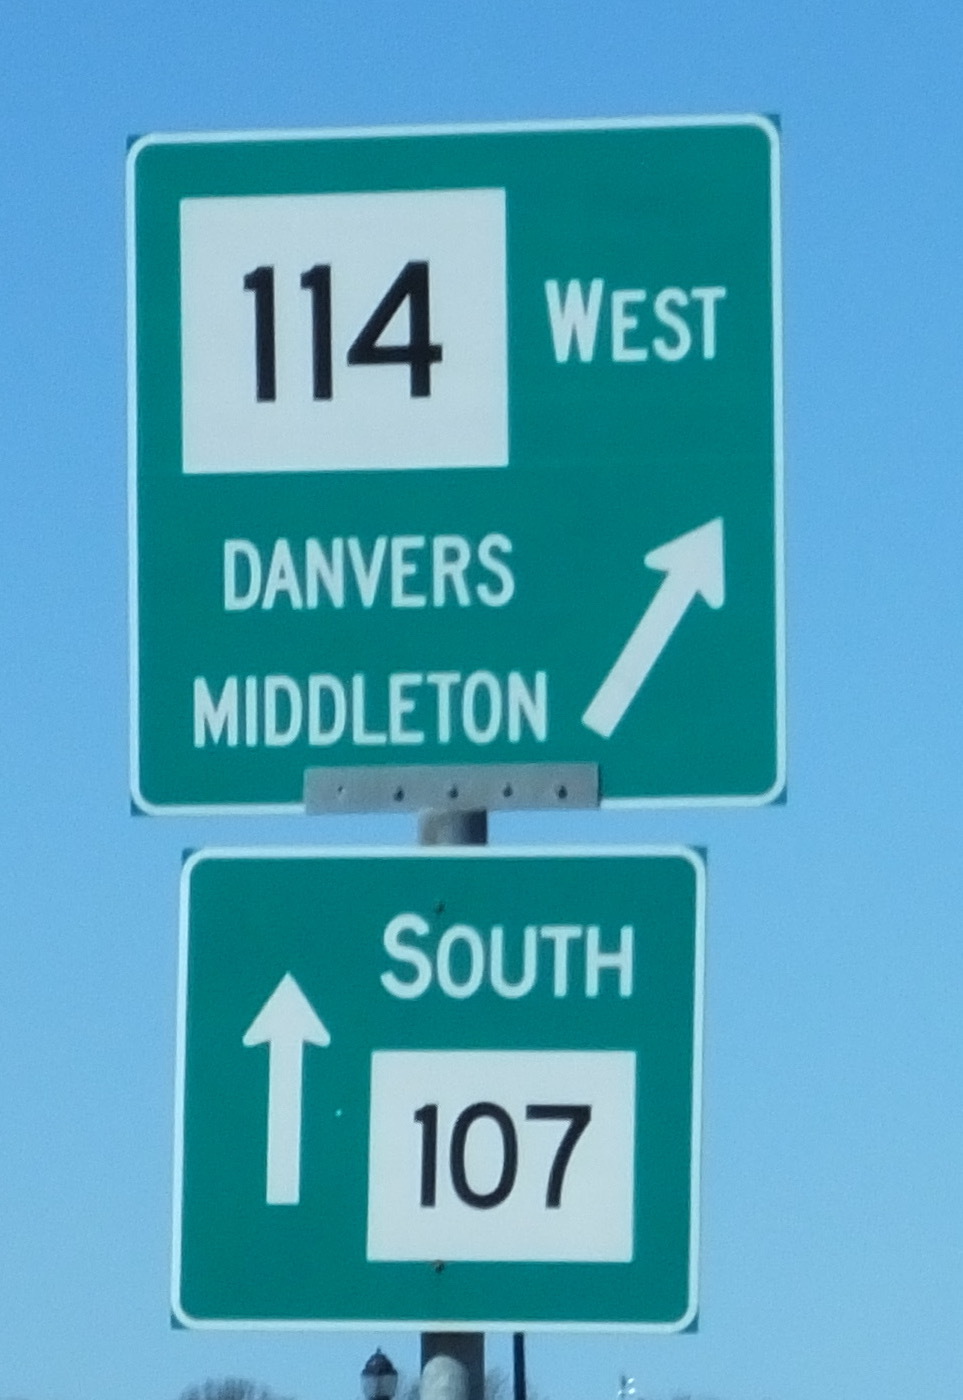 114 WEST
DANVERS
MIDDLETON
SOUTH
107